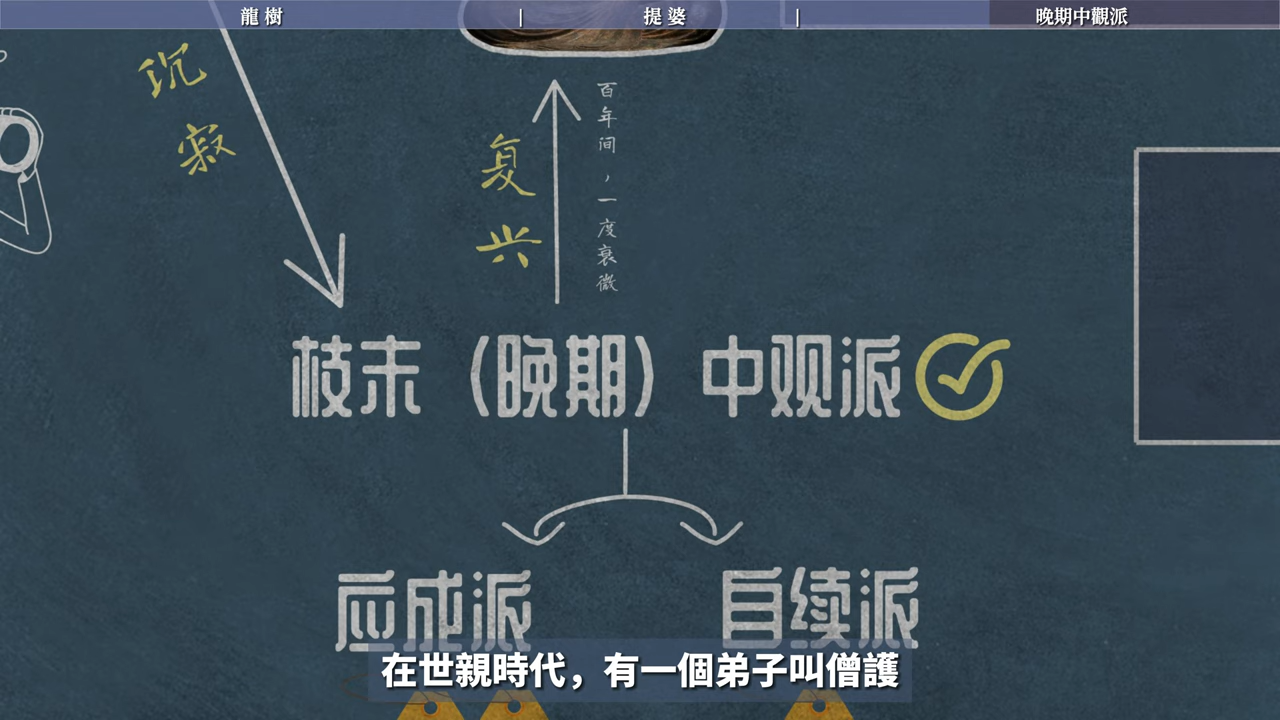 龍樹 | 提婆 | 晚期中觀派
沉寂
复兴
百年间，一度衰微
枝末（晚期）中观派
应成派
自续派
在世親時代，有一個弟子叫僧護